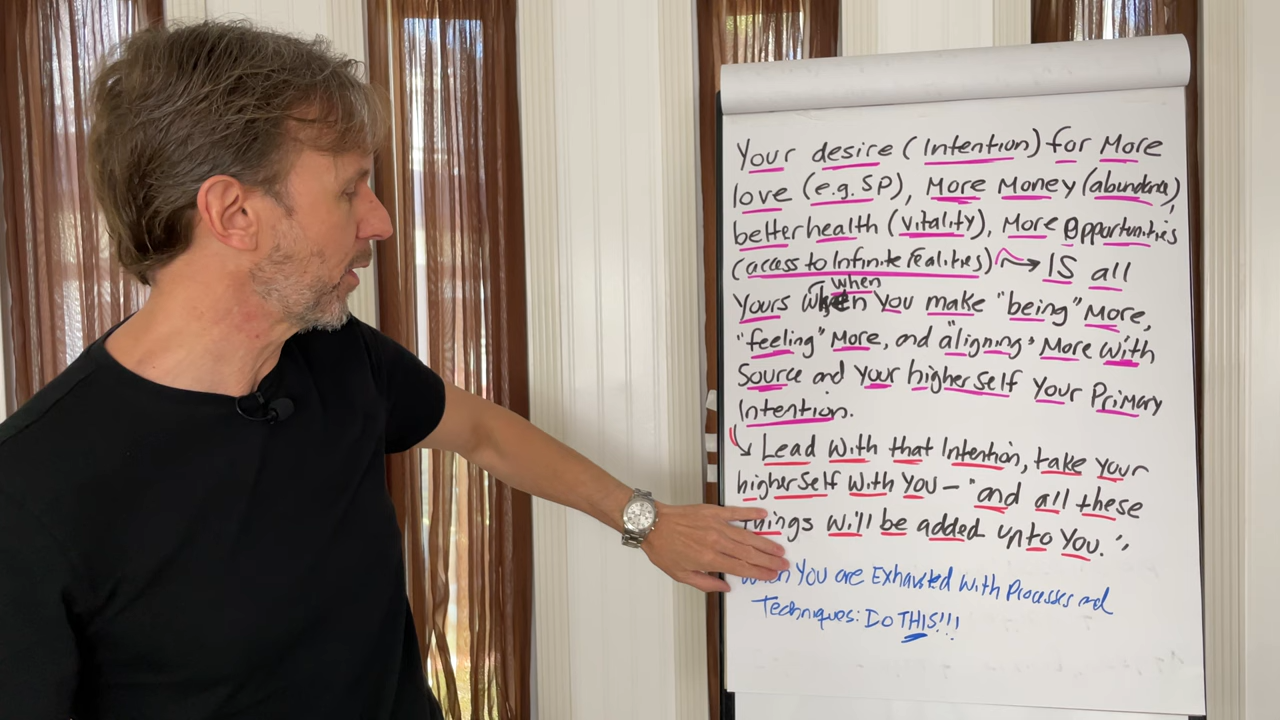 Your desire (Intention) for More
love (e.g. SP), More Money (abundance),
better health (vitality), More Opportunities
(access to Infinite realities) → IS all
when
Yours when You make "being" More,
"feeling" More, and "aligning" More with
Source and Your higher self Your Primary
Intention.
↳ Lead with that Intention, take your
higher self with You – "and all these
things will be added upto You."
When You are Exhausted with Processes and
Techniques: Do THIS!!!